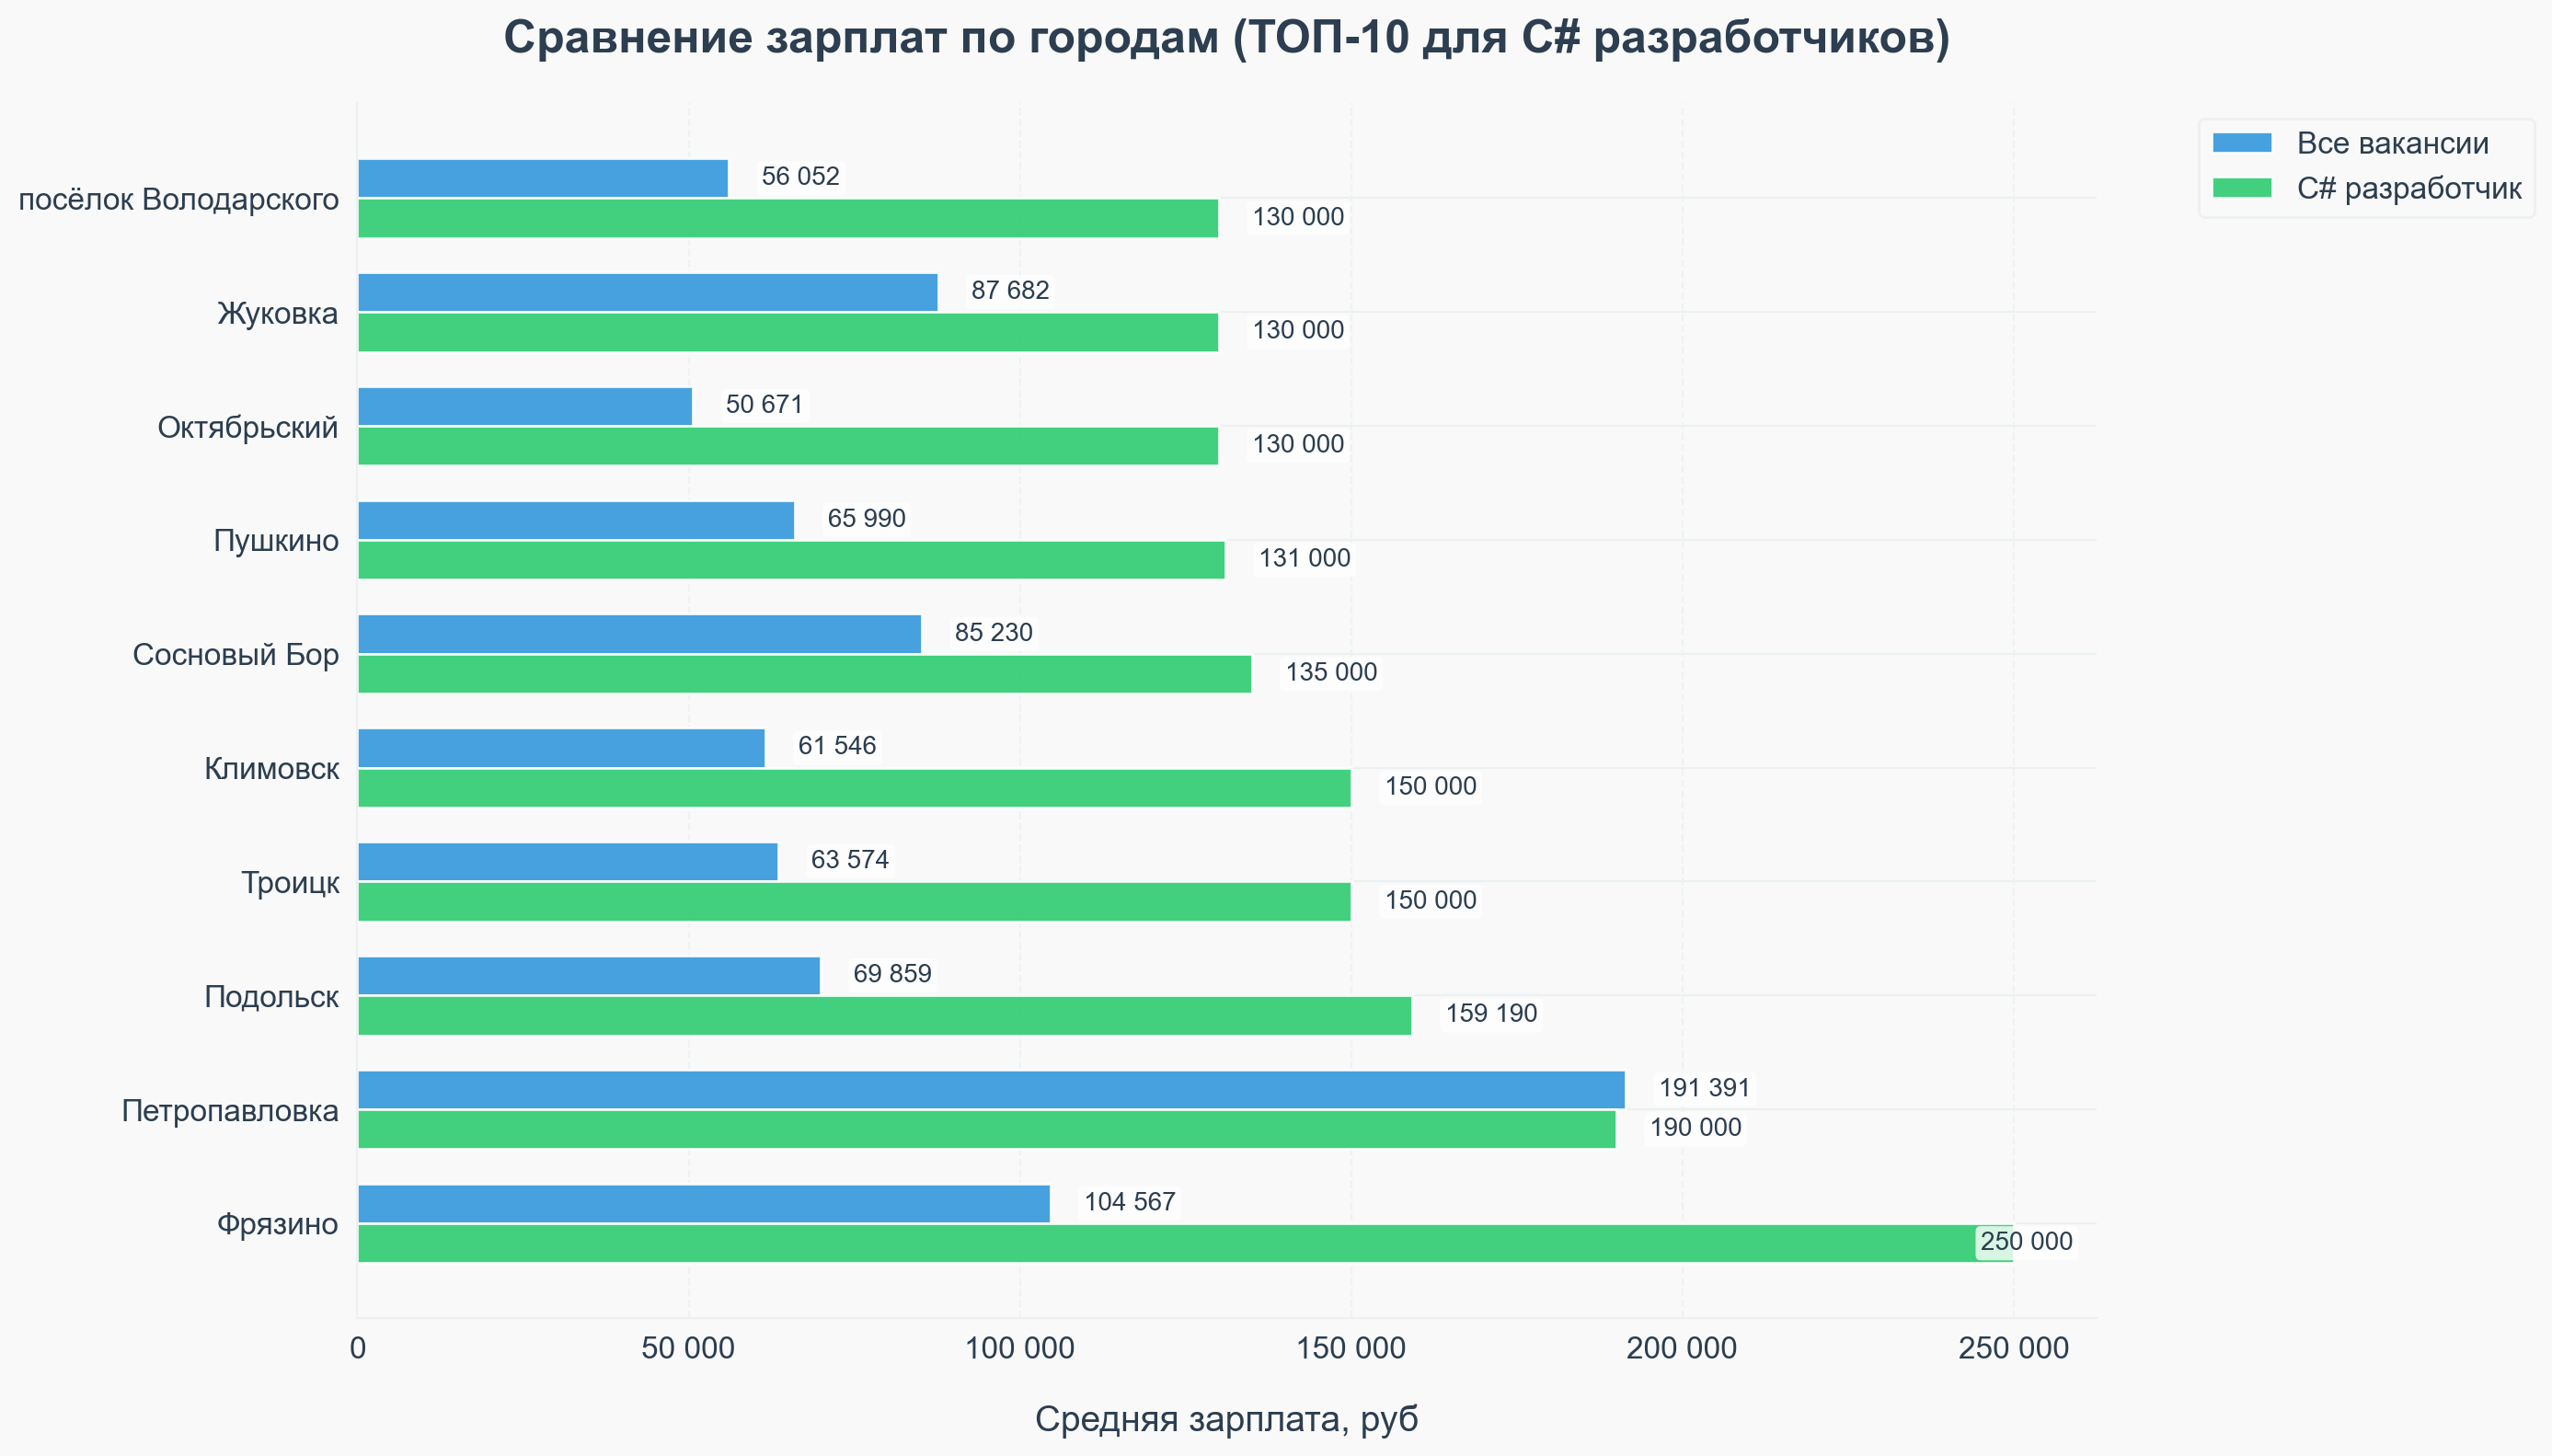 Сравнение зарплат по городам (ТОП-10 для C# разработчиков)
Все вакансии
C# разработчик
посёлок Володарского
56 052
130 000
Жуковка
87 682
130 000
Октябрьский
50 671
130 000
Пушкино
65 990
131 000
Сосновый Бор
85 230
135 000
Климовск
61 546
150 000
Троицк
63 574
150 000
Подольск
69 859
159 190
Петропавловка
191 391
190 000
Фрязино
104 567
250 000
0 50 000 100 000 150 000 200 000 250 000
Средняя зарплата, руб